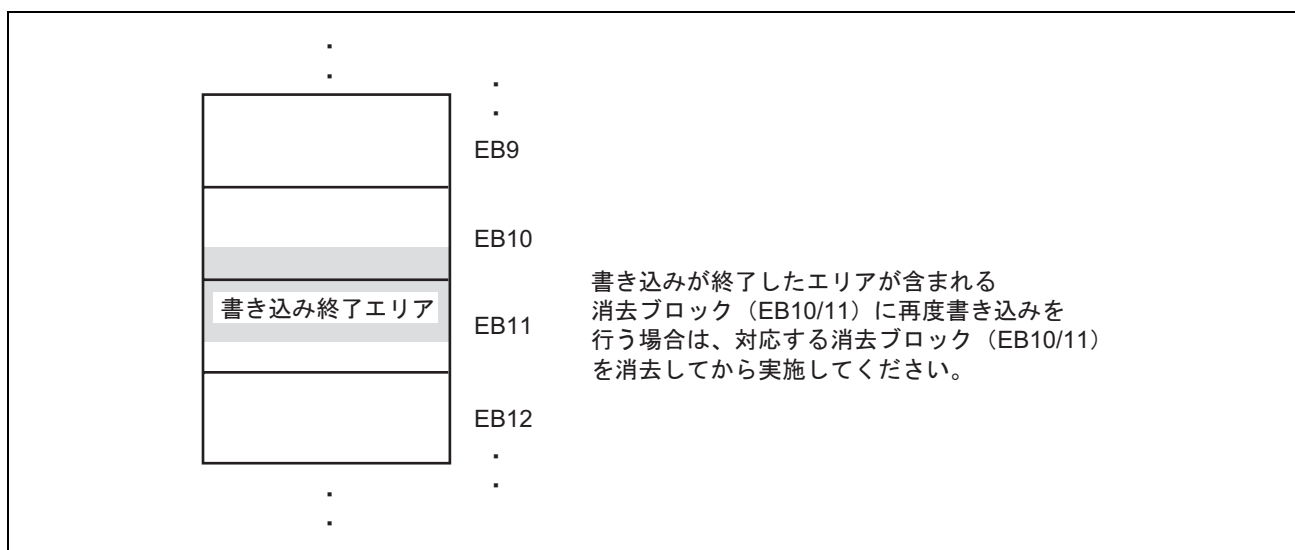 EB9
EB10
書き込み終了エリア
EB11
EB12
書き込みが終了したエリアが含まれる
消去ブロック（EB10/11）に再度書き込みを
行う場合は、対応する消去ブロック（EB10/11）
を消去してから実施してください。